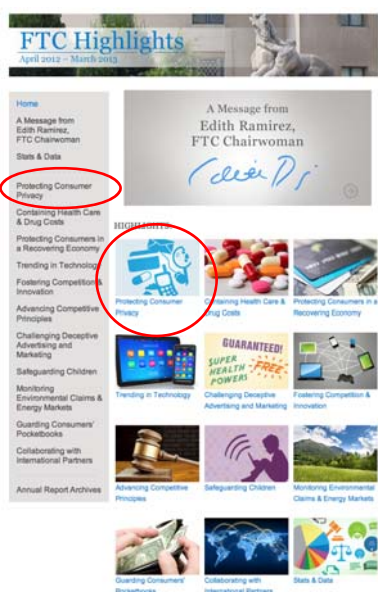 FTC Highlights
April 2012 – March 2013
Home
A Message from
Edith Ramirez,
FTC Chairwoman
Stats & Data
Protecting Consumer
Privacy
Containing Health Care
& Drug Costs
Protecting Consumers in
a Recovering Economy
Trending in Technology
Fostering Competition &
Innovation
Advancing Competitive
Principles
Challenging Deceptive
Advertising and
Marketing
Safeguarding Children
Monitoring
Environmental Claims &
Energy Markets
Guarding Consumers'
Pocketbooks
Collaborating with
International Partners
Annual Report Archives
A Message from
Edith Ramirez,
FTC Chairwoman
HIGHLIGHTS
Protecting Consumer
Privacy
Containing Health Care &
Drug Costs
Protecting Consumers in a
Recovering Economy
GUARANTEED!
SUPER
HEALTH
POWERS!
FREE
Trending in Technology
Challenging Deceptive
Advertising and Marketing
Fostering Competition &
Innovation
Advancing Competitive
Principles
Safeguarding Children
Monitoring Environmental
Claims & Energy Markets
Guarding Consumers'
Pocketbooks
Collaborating with
International Partners
Stats & Data